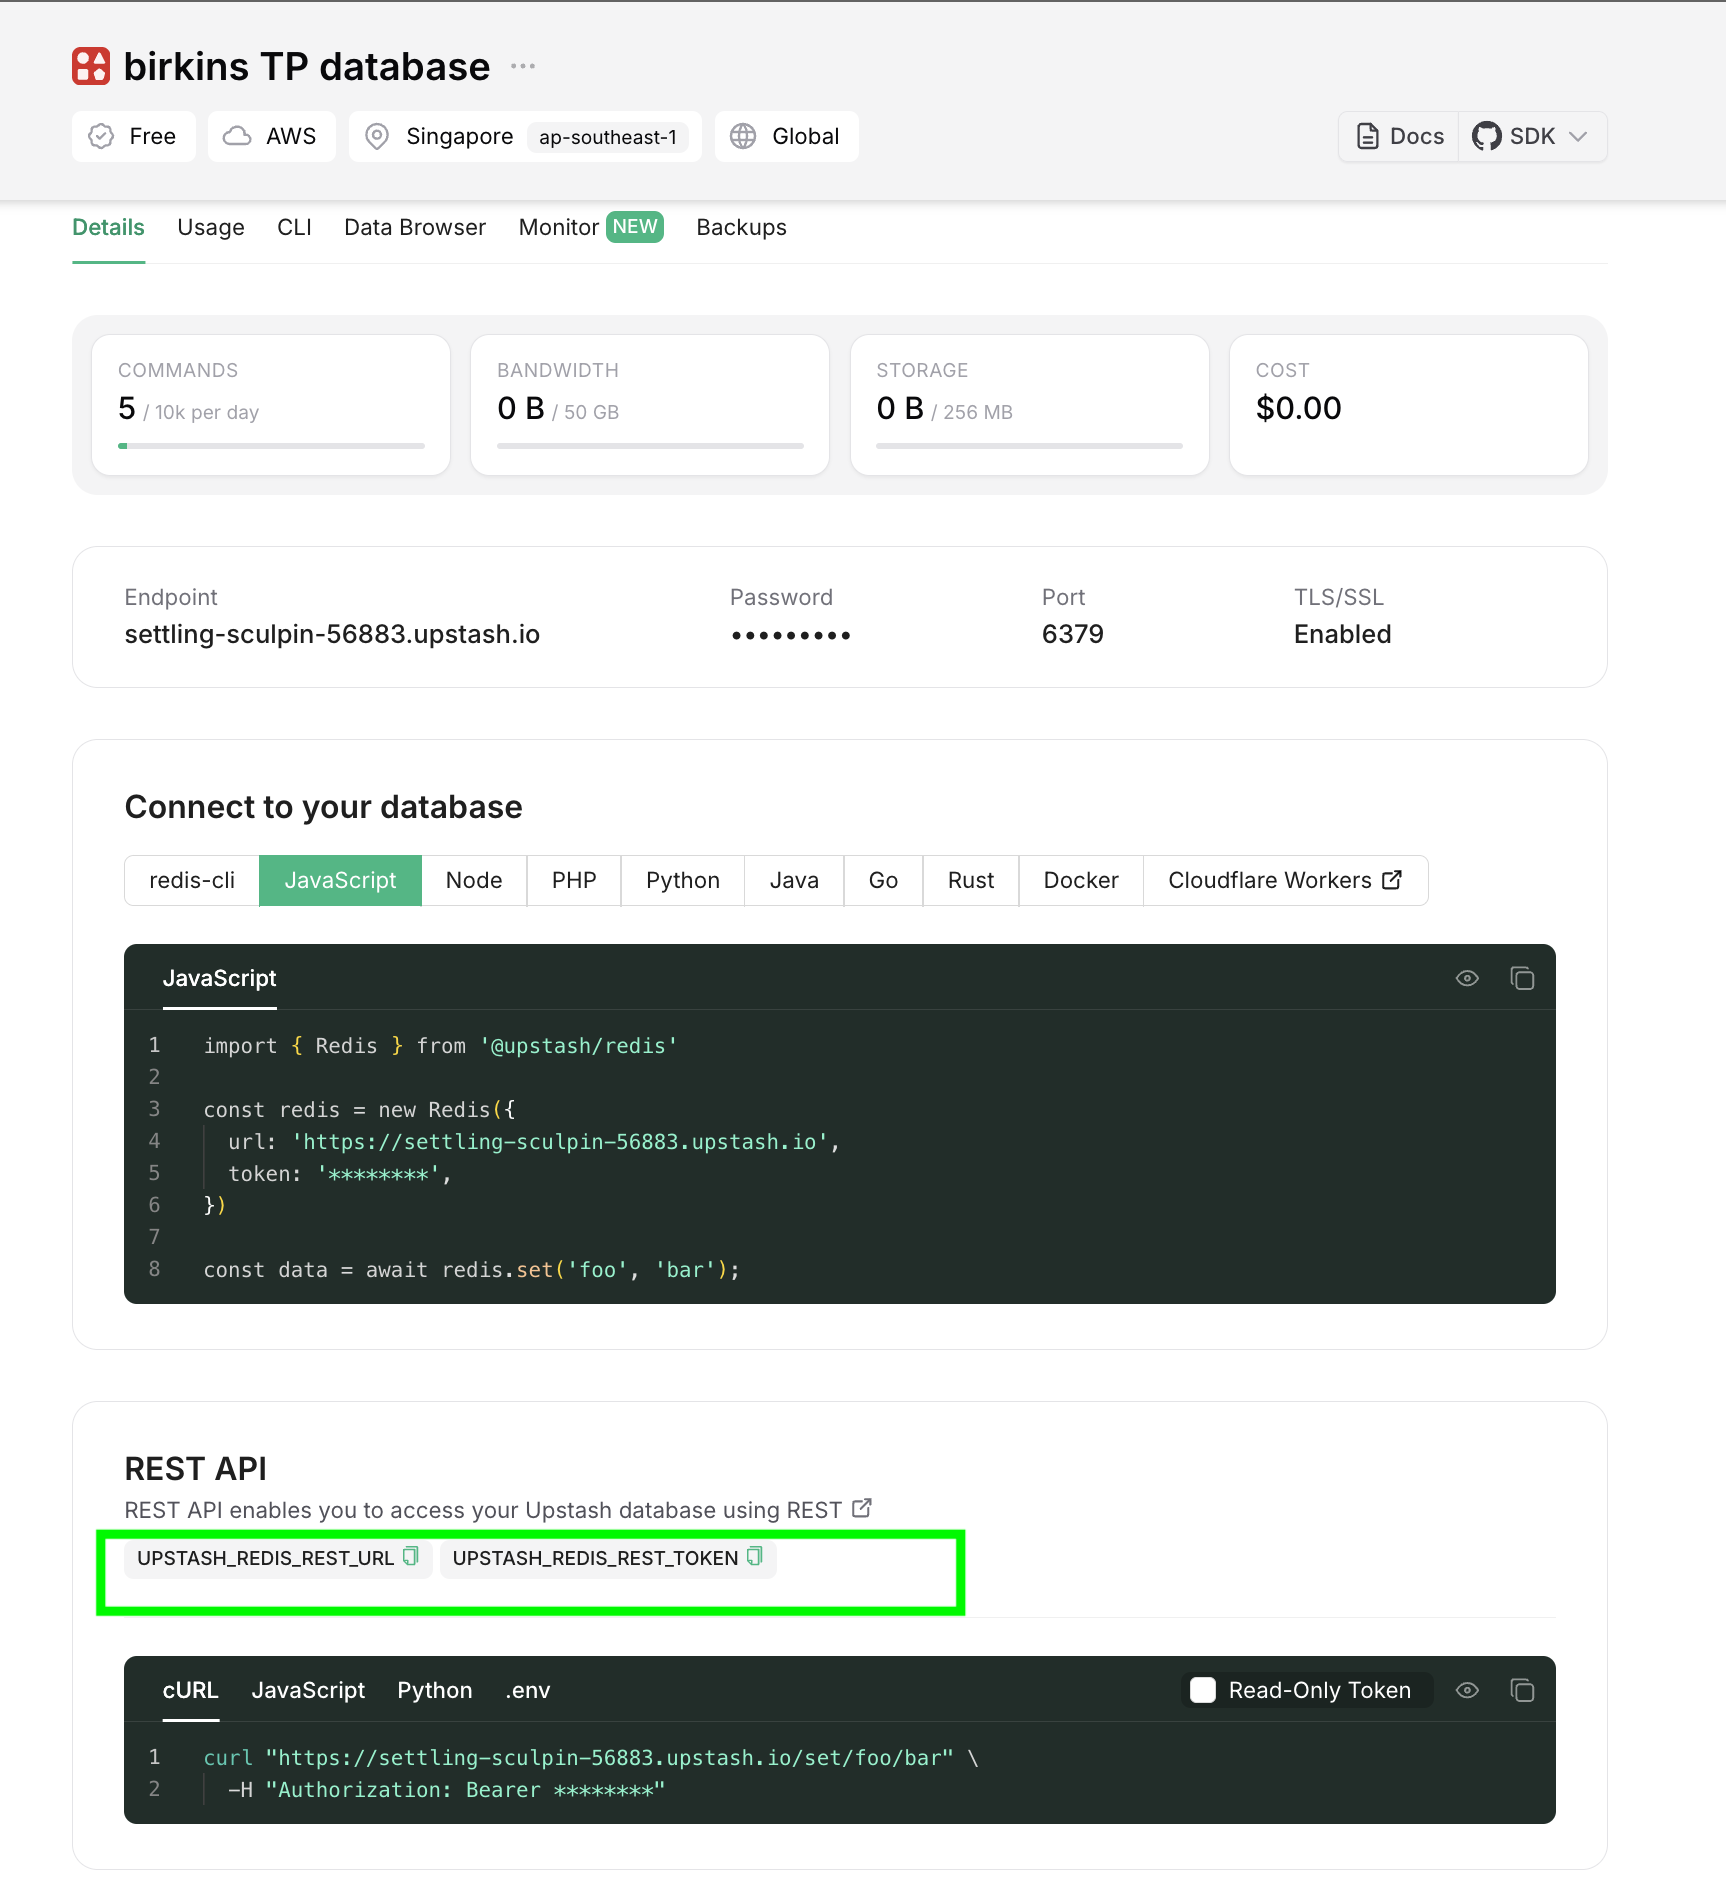 birkins TP database ...
Free AWS Singapore ap-southeast-1 Global Docs SDK
Details Usage CLI Data Browser Monitor NEW Backups
COMMANDS BANDWIDTH STORAGE COST
5 / 10k per day 0 B / 50 GB 0 B / 256 MB $0.00
Endpoint Password Port TLS/SSL
settling-sculpin-56883.upstash.io ••••••••• 6379 Enabled
Connect to your database
redis-cli JavaScript Node PHP Python Java Go Rust Docker Cloudflare Workers
JavaScript
1 import { Redis } from '@upstash/redis'
2
3 const redis = new Redis({
4 url: 'https://settling-sculpin-56883.upstash.io',
5 token: '********',
6 })
7
8 const data = await redis.set('foo', 'bar');
REST API
REST API enables you to access your Upstash database using REST
UPSTASH_REDIS_REST_URL UPSTASH_REDIS_REST_TOKEN
cURL JavaScript Python .env Read-Only Token
1 curl "https://settling-sculpin-56883.upstash.io/set/foo/bar" \
2 -H "Authorization: Bearer ********"